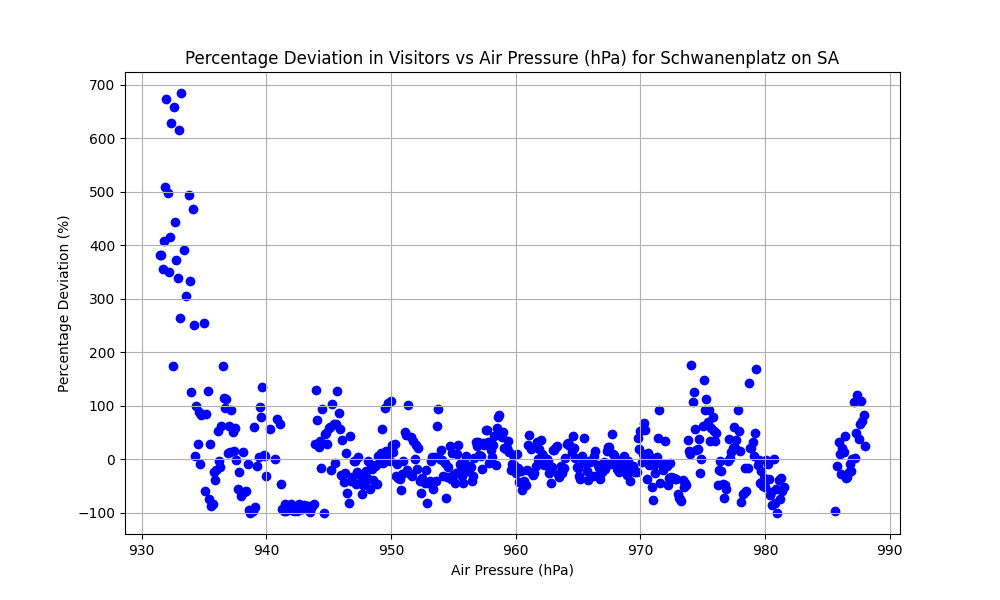 Percentage Deviation in Visitors vs Air Pressure (hPa) for Schwanenplatz on SA
700
600
500
400
300
200
100
0
−100
Percentage Deviation (%)
930 940 950 960 970 980 990
Air Pressure (hPa)